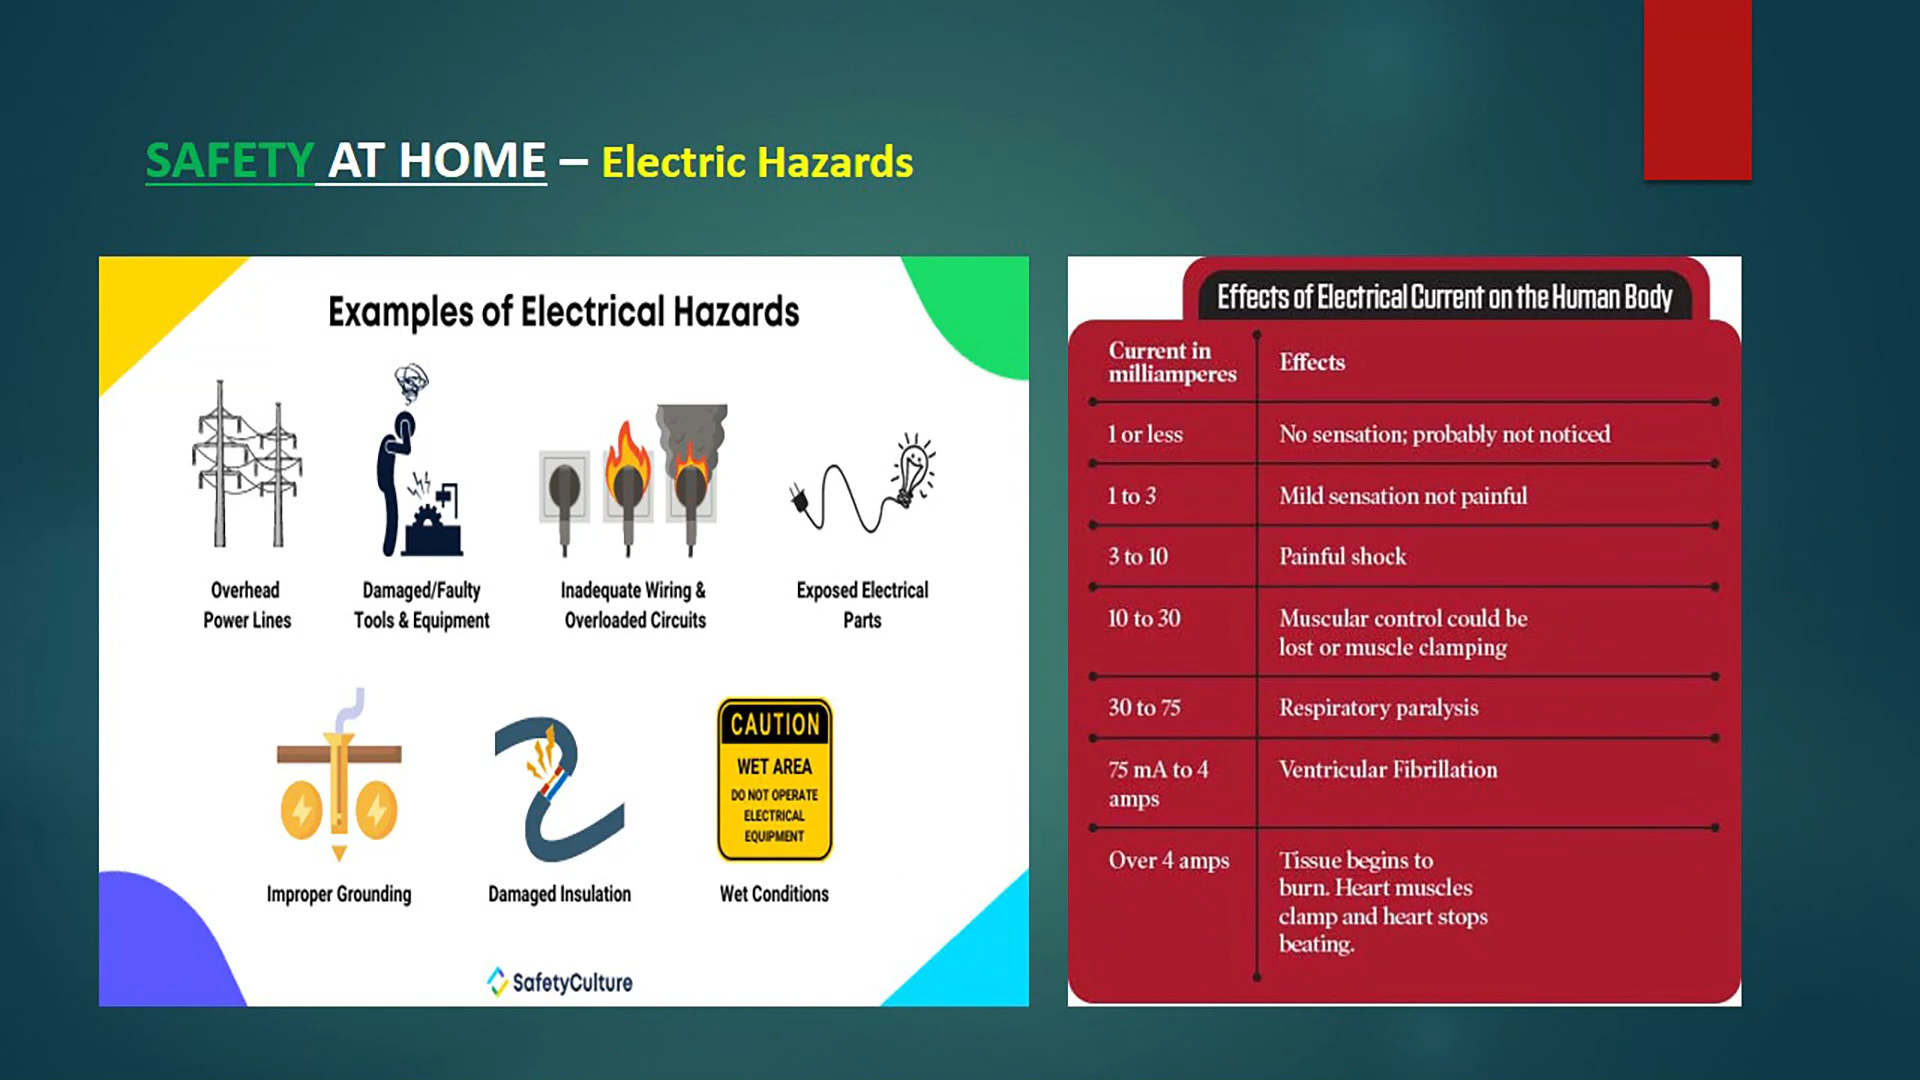 SAFETY AT HOME – Electric Hazards
Examples of Electrical Hazards
Overhead
Power Lines
Damaged/Faulty
Tools & Equipment
Inadequate Wiring &
Overloaded Circuits
Exposed Electrical
Parts
CAUTION
WET AREA
DO NOT OPERATE
ELECTRICAL
EQUIPMENT
Improper Grounding
Damaged Insulation
Wet Conditions
SafetyCulture
Effects of Electrical Current on the Human Body
Current in
milliamperes
Effects
1 or less
No sensation; probably not noticed
1 to 3
Mild sensation not painful
3 to 10
Painful shock
10 to 30
Muscular control could be
lost or muscle clamping
30 to 75
Respiratory paralysis
75 mA to 4
amps
Ventricular Fibrillation
Over 4 amps
Tissue begins to
burn. Heart muscles
clamp and heart stops
beating.